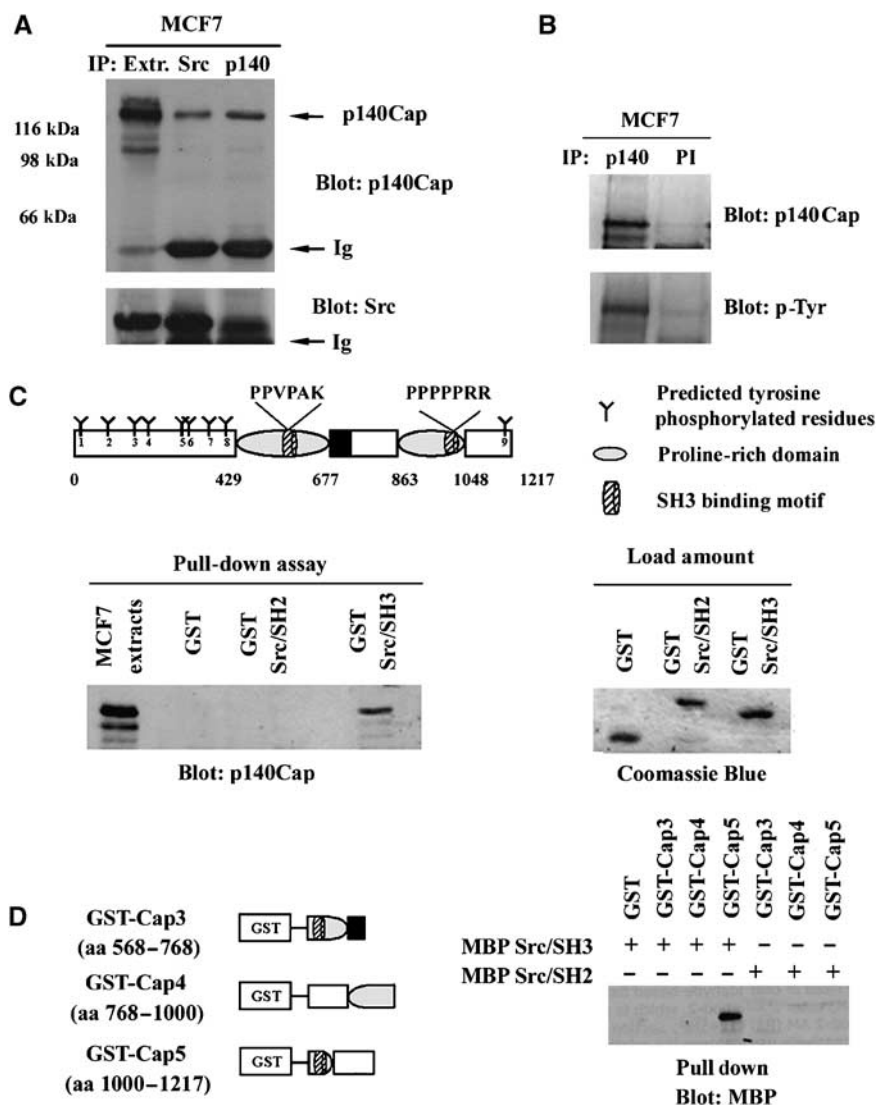 A
MCF7
IP: Extr. Src p140
116 kDa
98 kDa
66 kDa
p140Cap
Blot: p140Cap
Ig
Blot: Src
Ig
B
MCF7
IP: p140 PI
Blot: p140Cap
Blot: p-Tyr
C
PPVPAK PPPPPRR
1 2 3 4 5 6 7 8 9
0 429 677 863 1048 1217
Predicted tyrosine
phosphorylated residues
Proline-rich domain
SH3 binding motif
Pull-down assay
MCF7
extracts
GST
GST
Src/SH2
GST
Src/SH3
Blot: p140Cap
Load amount
GST
GST
Src/SH2
GST
Src/SH3
Coomassie Blue
D
GST-Cap3
(aa 568–768)
GST
GST-Cap4
(aa 768–1000)
GST
GST-Cap5
(aa 1000–1217)
GST
GST
GST-Cap3
GST-Cap4
GST-Cap5
GST-Cap3
GST-Cap4
GST-Cap5
MBP Src/SH3 + + + + – – –
MBP Src/SH2 – – – – + + +
Pull down
Blot: MBP